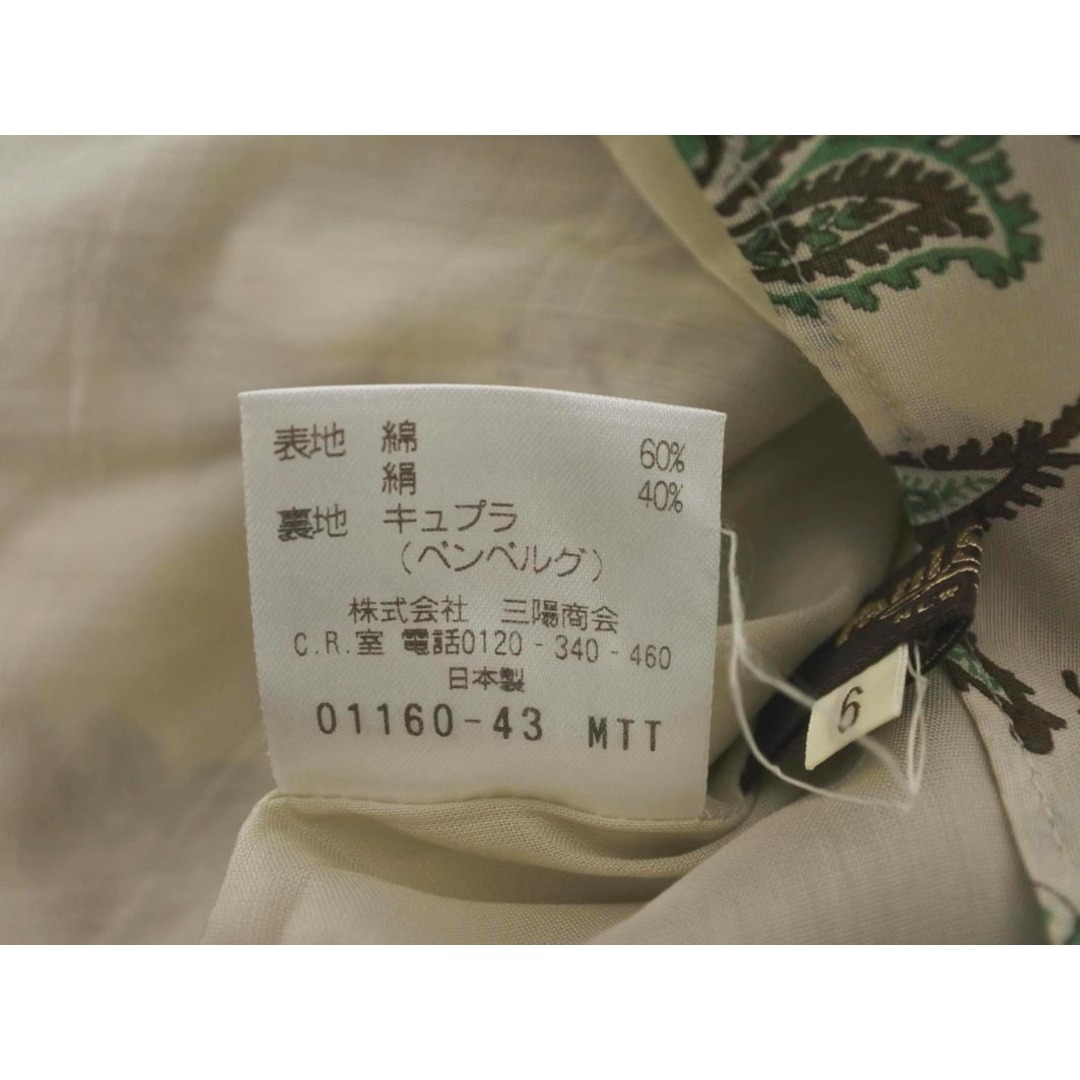 表地 綿 60%
絹 40%
裏地 キュプラ
(ベンベルグ)
株式会社 三陽商会
C.R.室 電話0120-340-460
日本製
01160-43 MTT
6